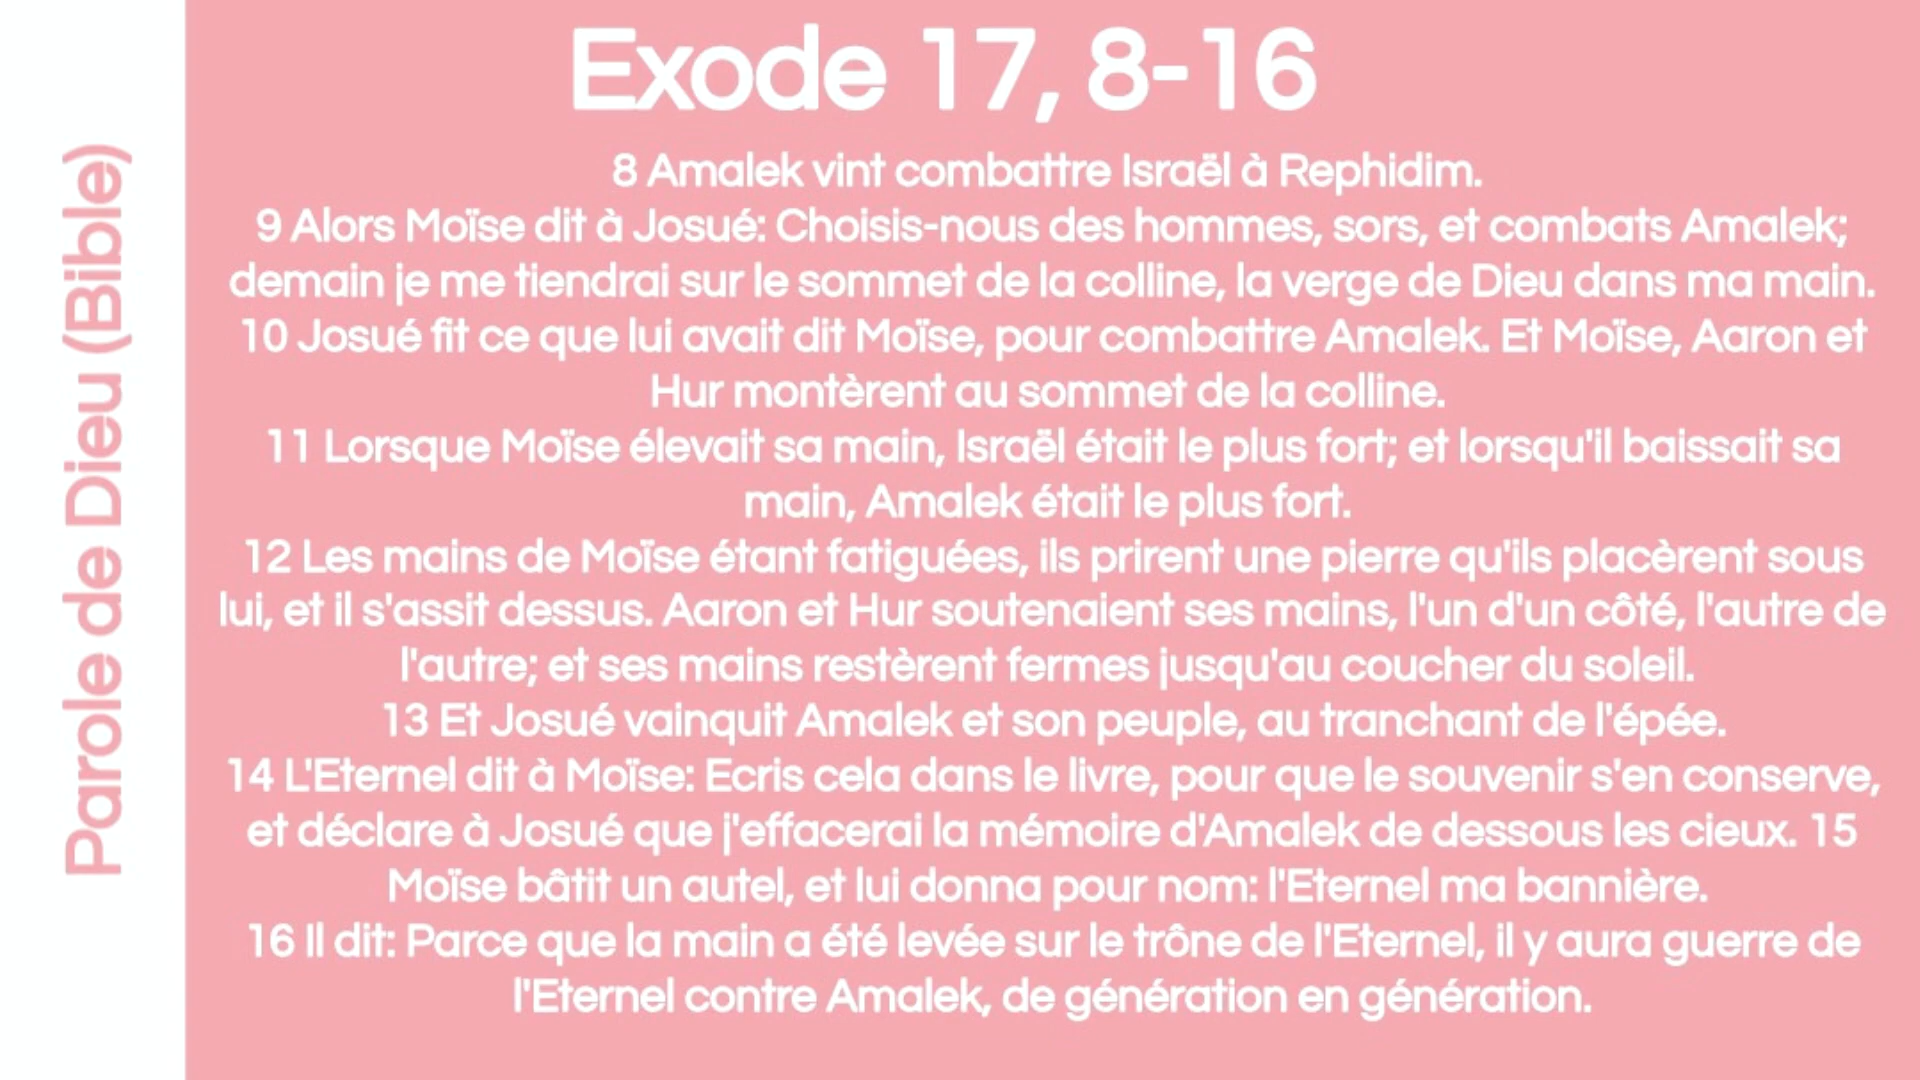 Parole de Dieu (Bible)
Exode 17, 8-16
8 Amalek vint combattre Israël à Rephidim.
9 Alors Moïse dit à Josué: Choisis-nous des hommes, sors, et combats Amalek;
demain je me tiendrai sur le sommet de la colline, la verge de Dieu dans ma main.
10 Josué fit ce que lui avait dit Moïse, pour combattre Amalek. Et Moïse, Aaron et
Hur montèrent au sommet de la colline.
11 Lorsque Moïse élevait sa main, Israël était le plus fort; et lorsqu'il baissait sa
main, Amalek était le plus fort.
12 Les mains de Moïse étant fatiguées, ils prirent une pierre qu'ils placèrent sous
lui, et il s'assit dessus. Aaron et Hur soutenaient ses mains, l'un d'un côté, l'autre de
l'autre; et ses mains restèrent fermes jusqu'au coucher du soleil.
13 Et Josué vainquit Amalek et son peuple, au tranchant de l'épée.
14 L'Eternel dit à Moïse: Ecris cela dans le livre, pour que le souvenir s'en conserve,
et déclare à Josué que j'effacerai la mémoire d'Amalek de dessous les cieux. 15
Moïse bâtit un autel, et lui donna pour nom: l'Eternel ma bannière.
16 Il dit: Parce que la main a été levée sur le trône de l'Eternel, il y aura guerre de
l'Eternel contre Amalek, de génération en génération.